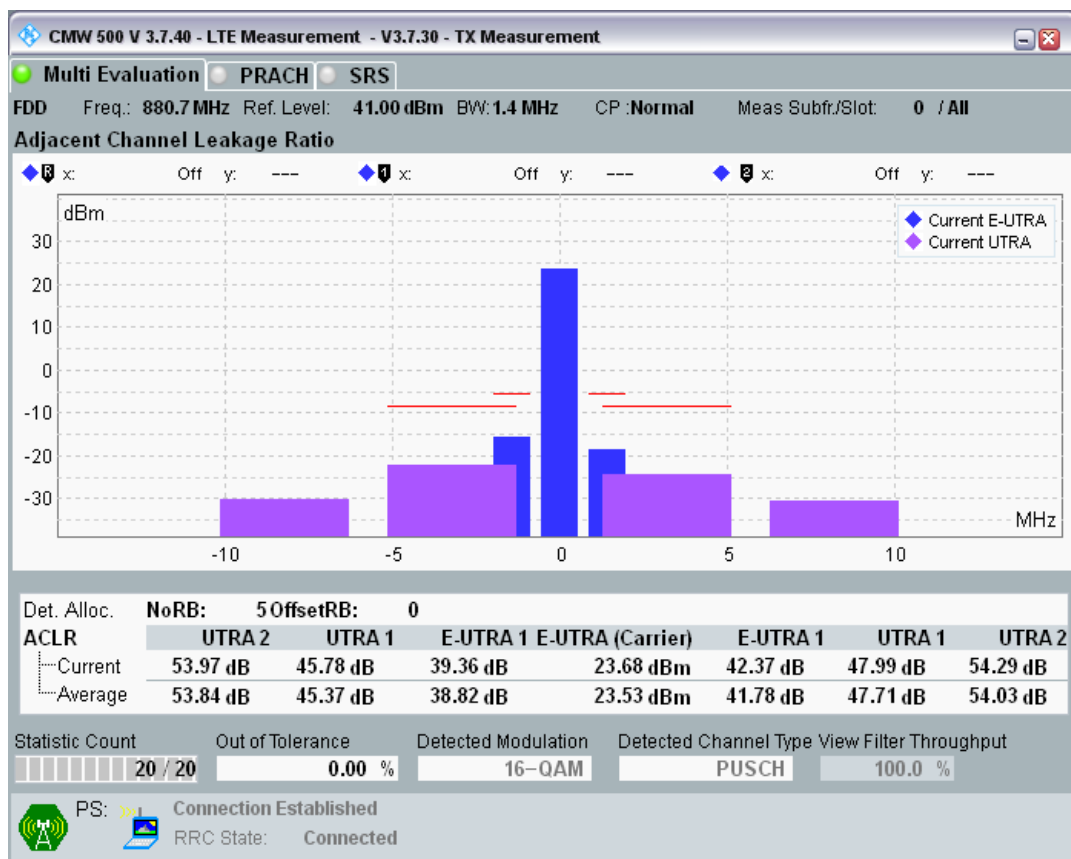 CMW 500 V 3.7.40 - LTE Measurement - V3.7.30 - TX Measurement
Multi Evaluation PRACH SRS
FDD Freq.: 880.7 MHz Ref. Level: 41.00 dBm BW: 1.4 MHz CP :Normal Meas Subfr./Slot: 0 / All
Adjacent Channel Leakage Ratio
R x: Off y: --- 1 x: Off y: --- 2 x: Off y: ---
dBm
Current E-UTRA
Current UTRA
30
20
10
0
-10
-20
-30
MHz
-10 -5 0 5 10
Det. Alloc. NoRB: 5 OffsetRB: 0
ACLR UTRA 2 UTRA 1 E-UTRA 1 E-UTRA (Carrier) E-UTRA 1 UTRA 1 UTRA 2
Current 53.97 dB 45.78 dB 39.36 dB 23.68 dBm 42.37 dB 47.99 dB 54.29 dB
Average 53.84 dB 45.37 dB 38.82 dB 23.53 dBm 41.78 dB 47.71 dB 54.03 dB
Statistic Count Out of Tolerance Detected Modulation Detected Channel Type View Filter Throughput
20 / 20 0.00 % 16-QAM PUSCH 100.0 %
PS: Connection Established
RRC State: Connected